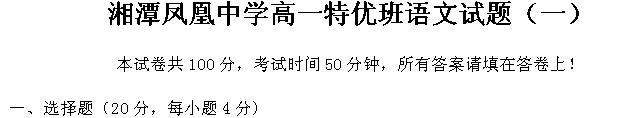 湘潭凤凰中学高一特优班语文试题（一）
本试卷共100分，考试时间50分钟，所有答案请填在答卷上！
一、选择题（20分，每小题4分）